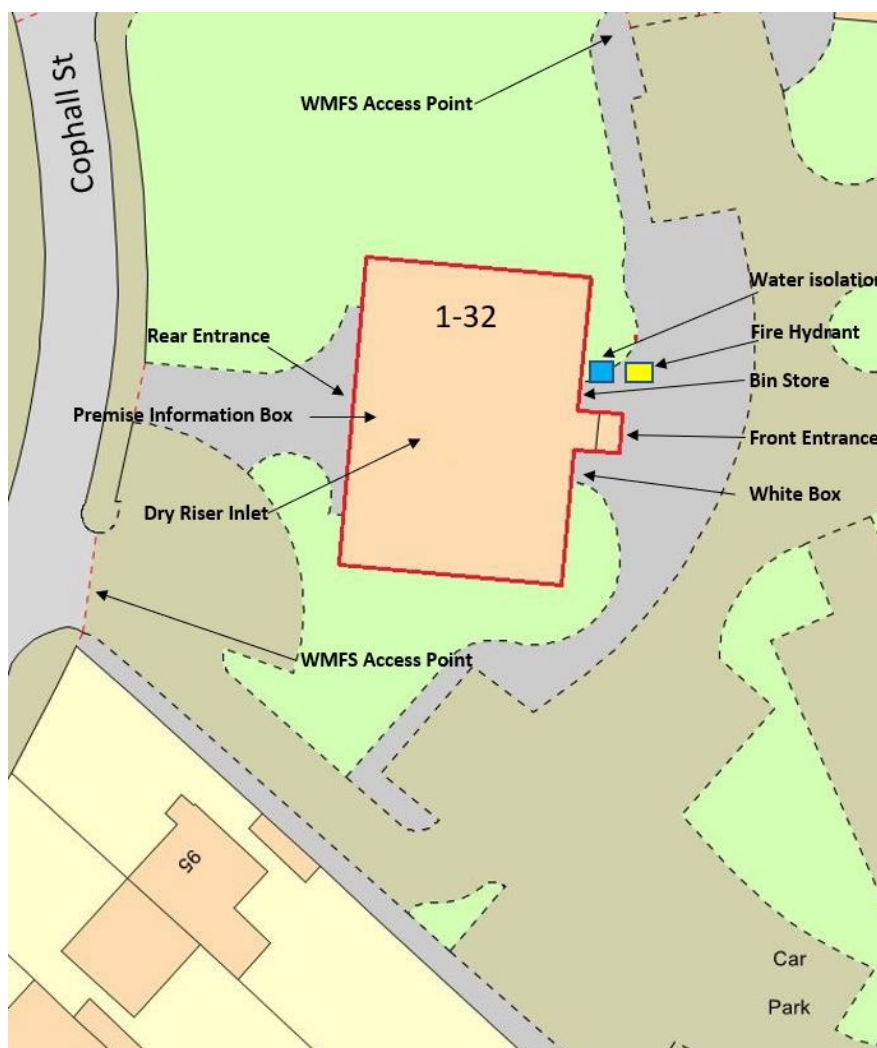 Cophall St
WMFS Access Point
Water isolation
1-32
Fire Hydrant
Rear Entrance
Bin Store
Premise Information Box
Front Entrance
White Box
Dry Riser Inlet
WMFS Access Point
95
Car
Park